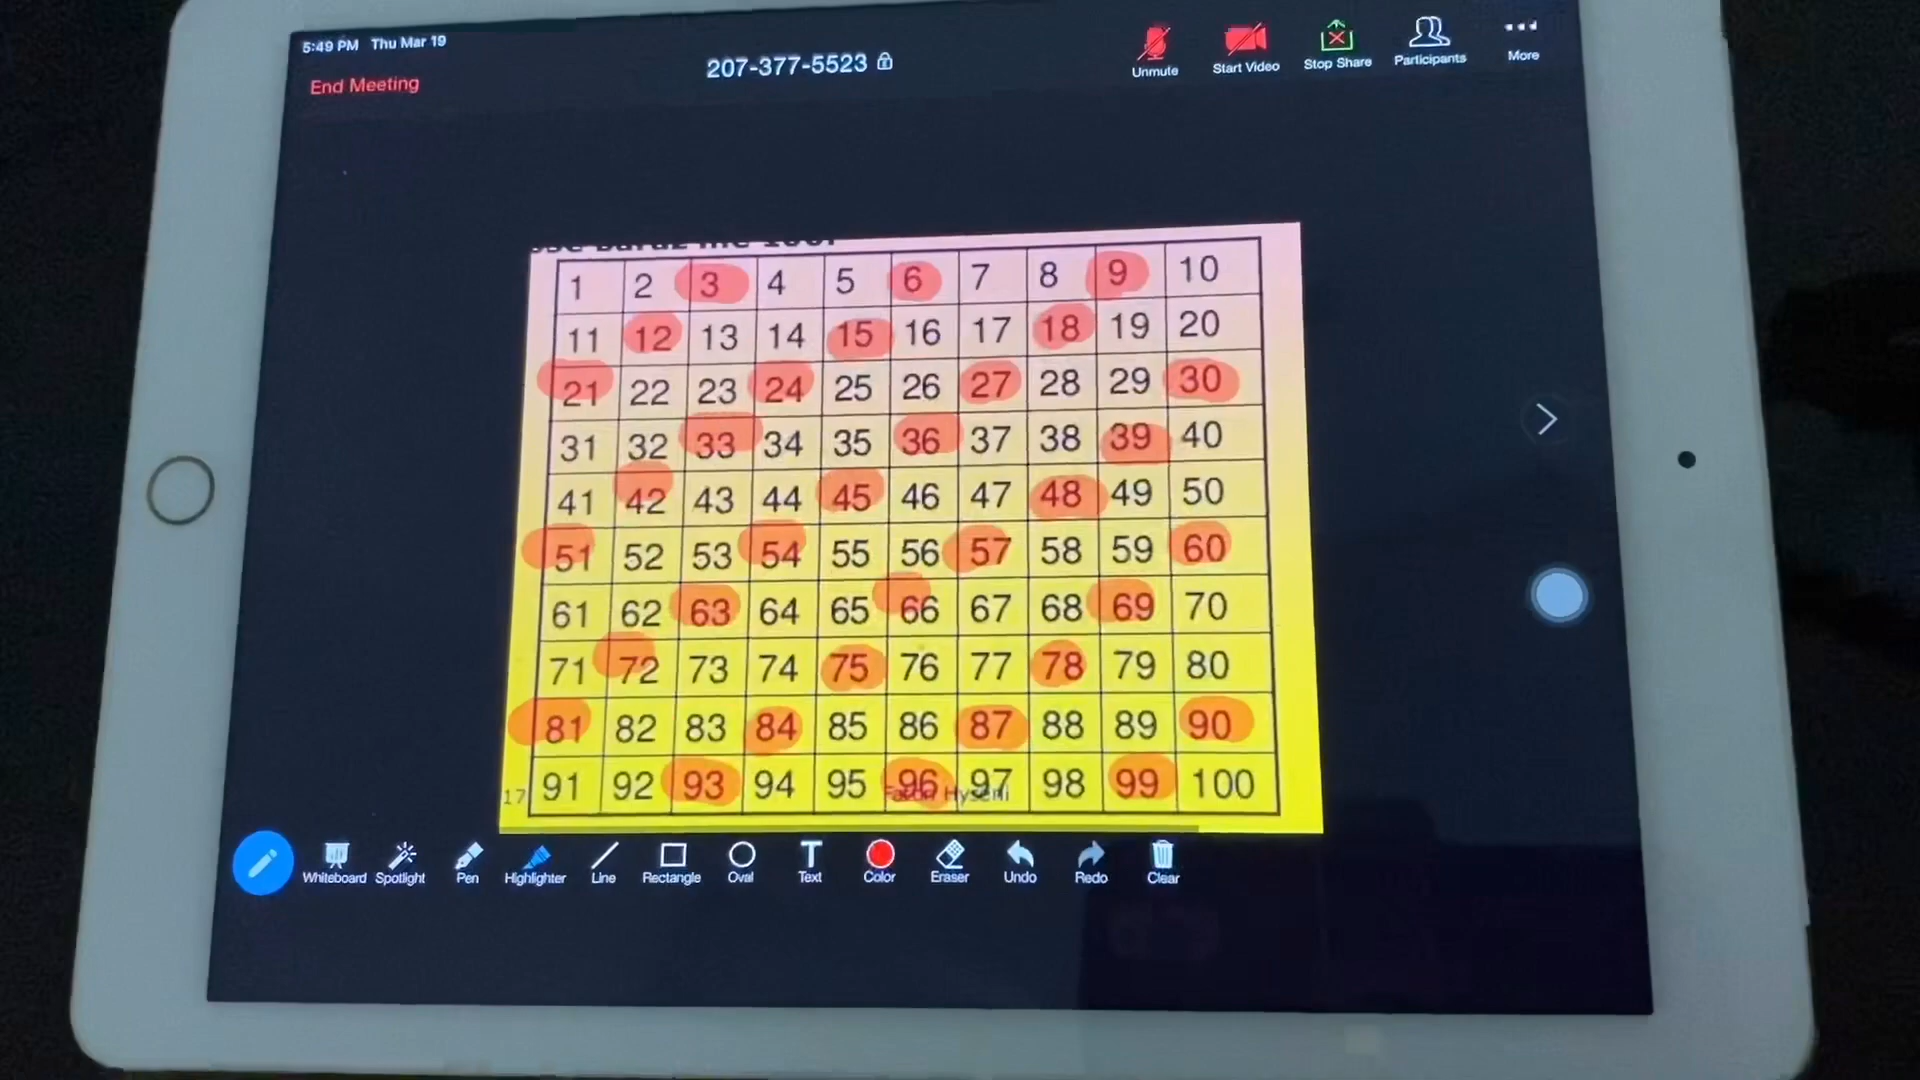 5:49 PM Thu Mar 19
End Meeting
207-377-5523
Unmute
Start Video
Stop Share
Participants
More
1 2 3 4 5 6 7 8 9 10
11 12 13 14 15 16 17 18 19 20
21 22 23 24 25 26 27 28 29 30
31 32 33 34 35 36 37 38 39 40
41 42 43 44 45 46 47 48 49 50
51 52 53 54 55 56 57 58 59 60
61 62 63 64 65 66 67 68 69 70
71 72 73 74 75 76 77 78 79 80
81 82 83 84 85 86 87 88 89 90
91 92 93 94 95 96 97 98 99 100
17
Hyseni
Whiteboard
Spotlight
Pen
Highlighter
Line
Rectangle
Oval
Text
Color
Eraser
Undo
Redo
Clear